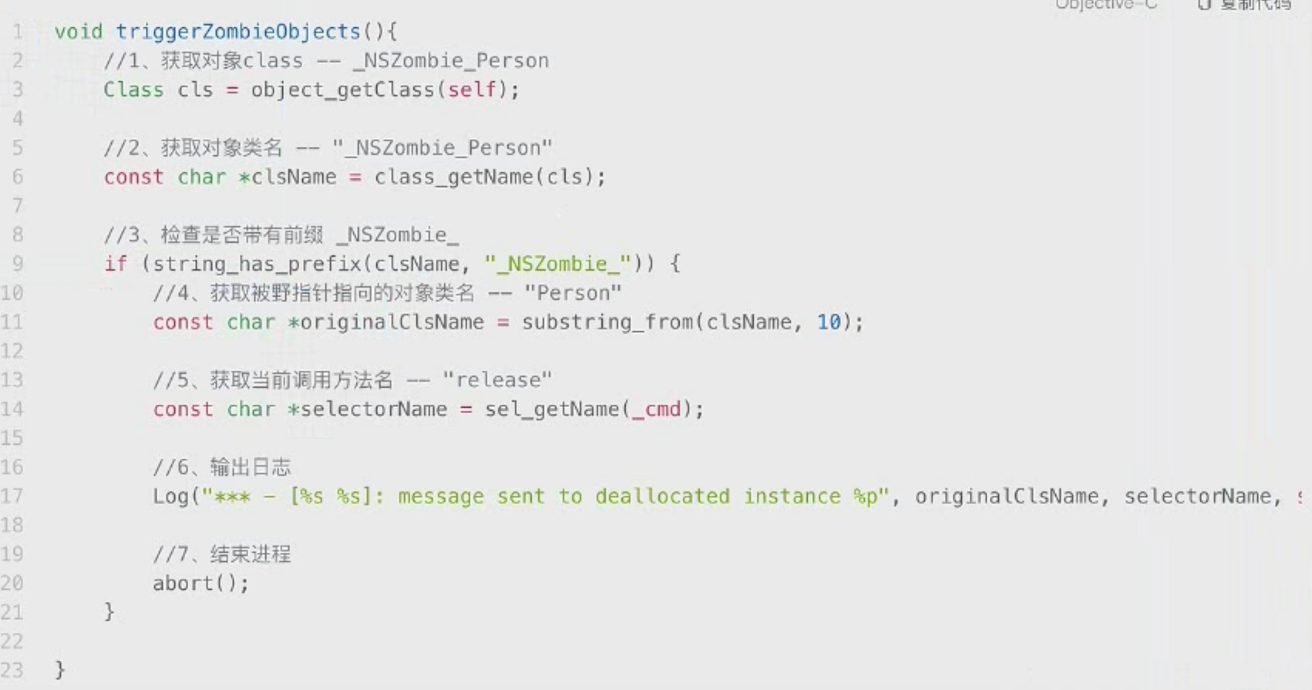 Objective-C 复制代码
1 void triggerZombieObjects(){
2 //1、获取对象class -- _NSZombie_Person
3 Class cls = object_getClass(self);
4
5 //2、获取对象类名 -- "_NSZombie_Person"
6 const char *clsName = class_getName(cls);
7
8 //3、检查是否带有前缀 _NSZombie_
9 if (string_has_prefix(clsName, "_NSZombie_")) {
10 //4、获取被野指针指向的对象类名 -- "Person"
11 const char *originalClsName = substring_from(clsName, 10);
12
13 //5、获取当前调用方法名 -- "release"
14 const char *selectorName = sel_getName(_cmd);
15
16 //6、输出日志
17 Log("*** - [%s %s]: message sent to deallocated instance %p", originalClsName, selectorName,
18
19 //7、结束进程
20 abort();
21 }
22
23 }